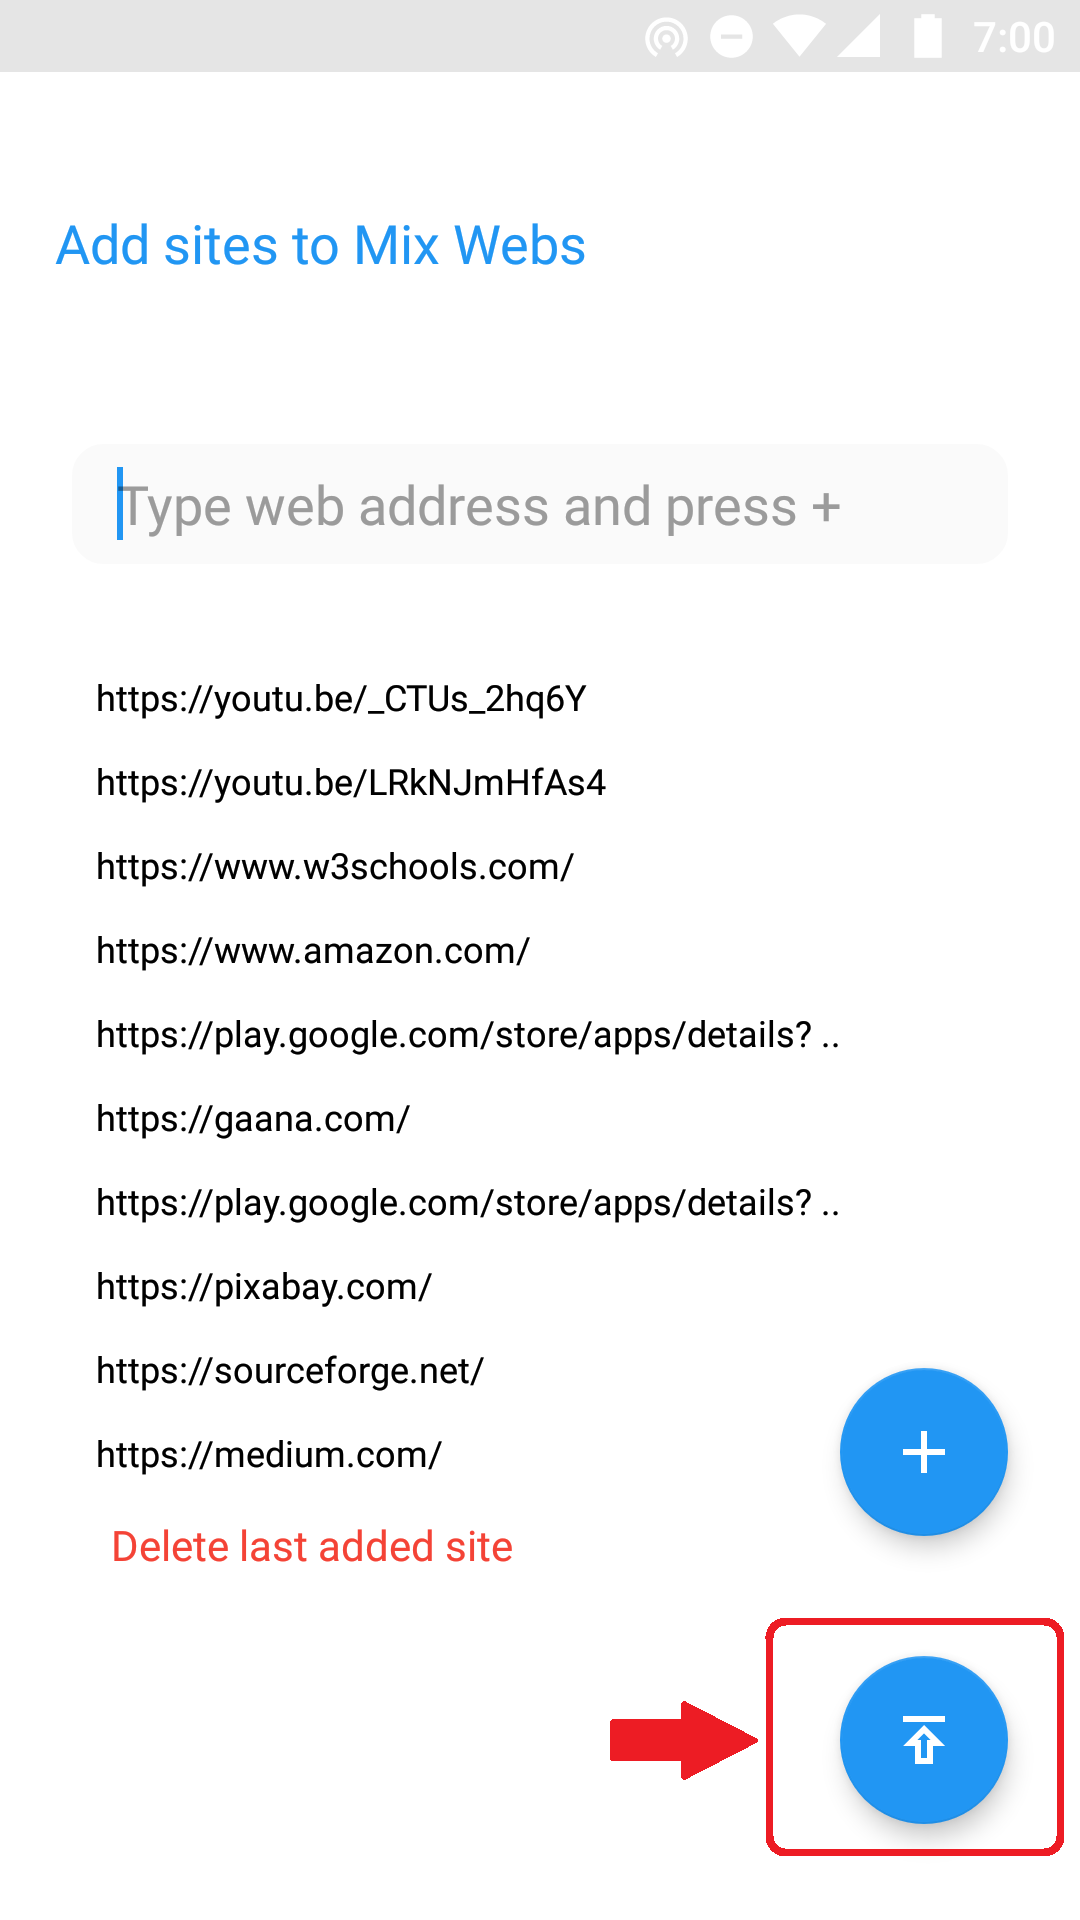 7:00
Add sites to Mix Webs
Type web address and press +
https://youtu.be/_CTUs_2hq6Y
https://youtu.be/LRkNJmHfAs4
https://www.w3schools.com/
https://www.amazon.com/
https://play.google.com/store/apps/details? ..
https://gaana.com/
https://play.google.com/store/apps/details? ..
https://pixabay.com/
https://sourceforge.net/
https://medium.com/
Delete last added site